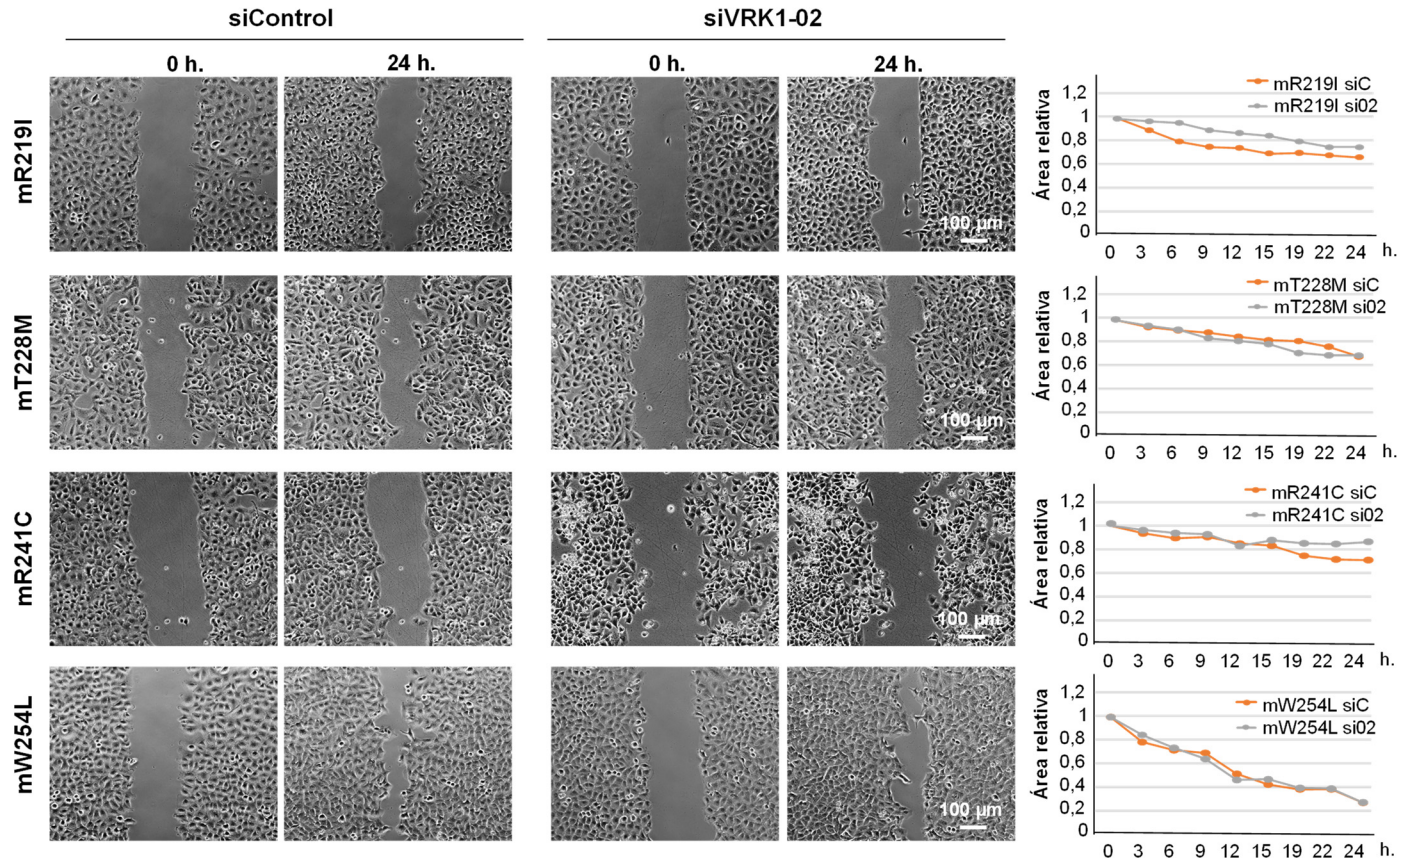 siControl
siVRK1-02
0 h.
24 h.
0 h.
24 h.
mR219I
100 µm
Área relativa
1,2
1
0,8
0,6
0,4
0,2
0
mR219I siC
mR219I si02
0 3 6 9 12 15 19 22 24 h.
mT228M
100 µm
Área relativa
1,2
1
0,8
0,6
0,4
0,2
0
mT228M siC
mT228M si02
0 3 6 9 12 15 19 22 24 h.
mR241C
100 µm
Área relativa
1,2
1
0,8
0,6
0,4
0,2
0
mR241C siC
mR241C si02
0 3 6 9 12 15 19 22 24 h.
mW254L
100 µm
Área relativa
1,2
1
0,8
0,6
0,4
0,2
0
mW254L siC
mW254L si02
0 3 6 9 12 15 19 22 24 h.